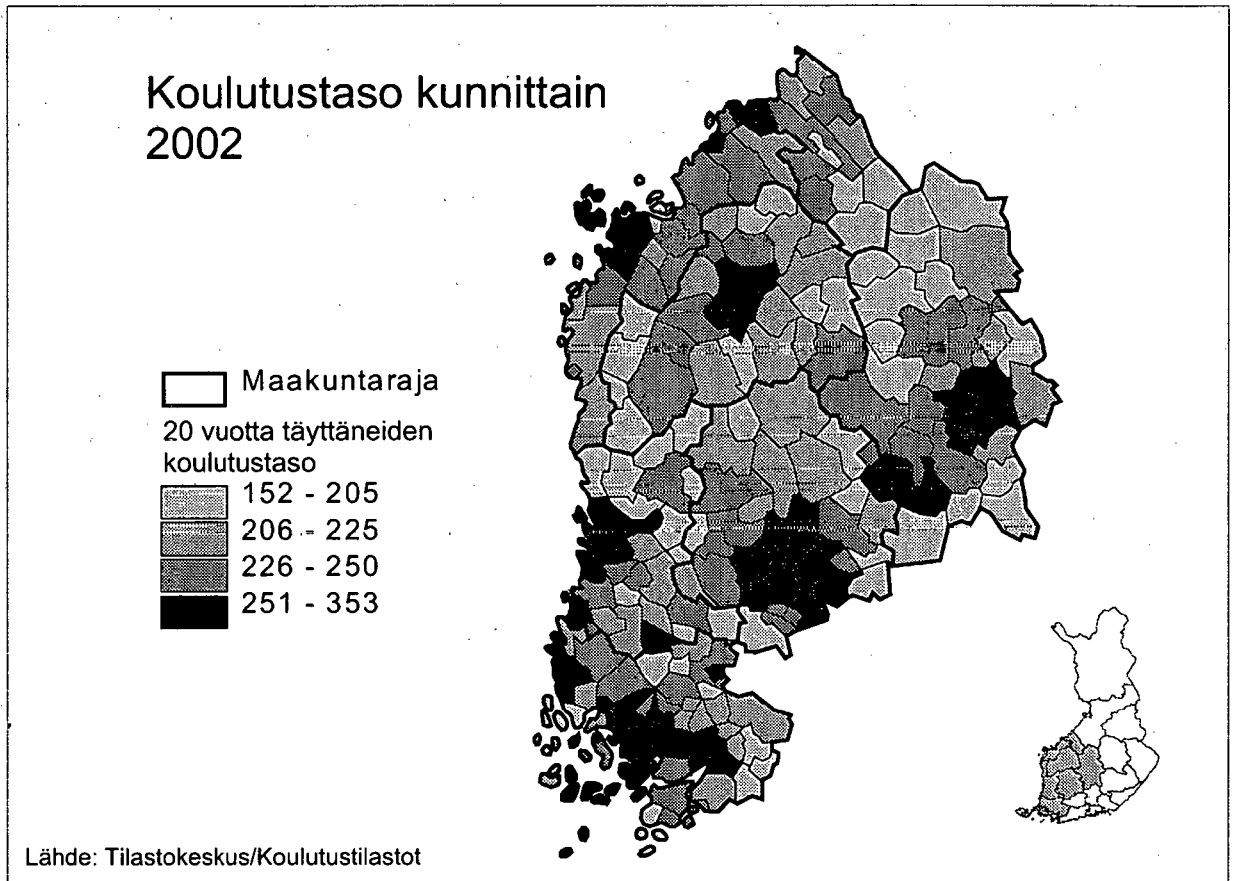 Koulutustaso kunnittain
2002
Maakuntaraja
20 vuotta täyttäneiden
koulutustaso
152 - 205
206 - 225
226 - 250
251 - 353
Lähde: Tilastokeskus/Koulutustilastot